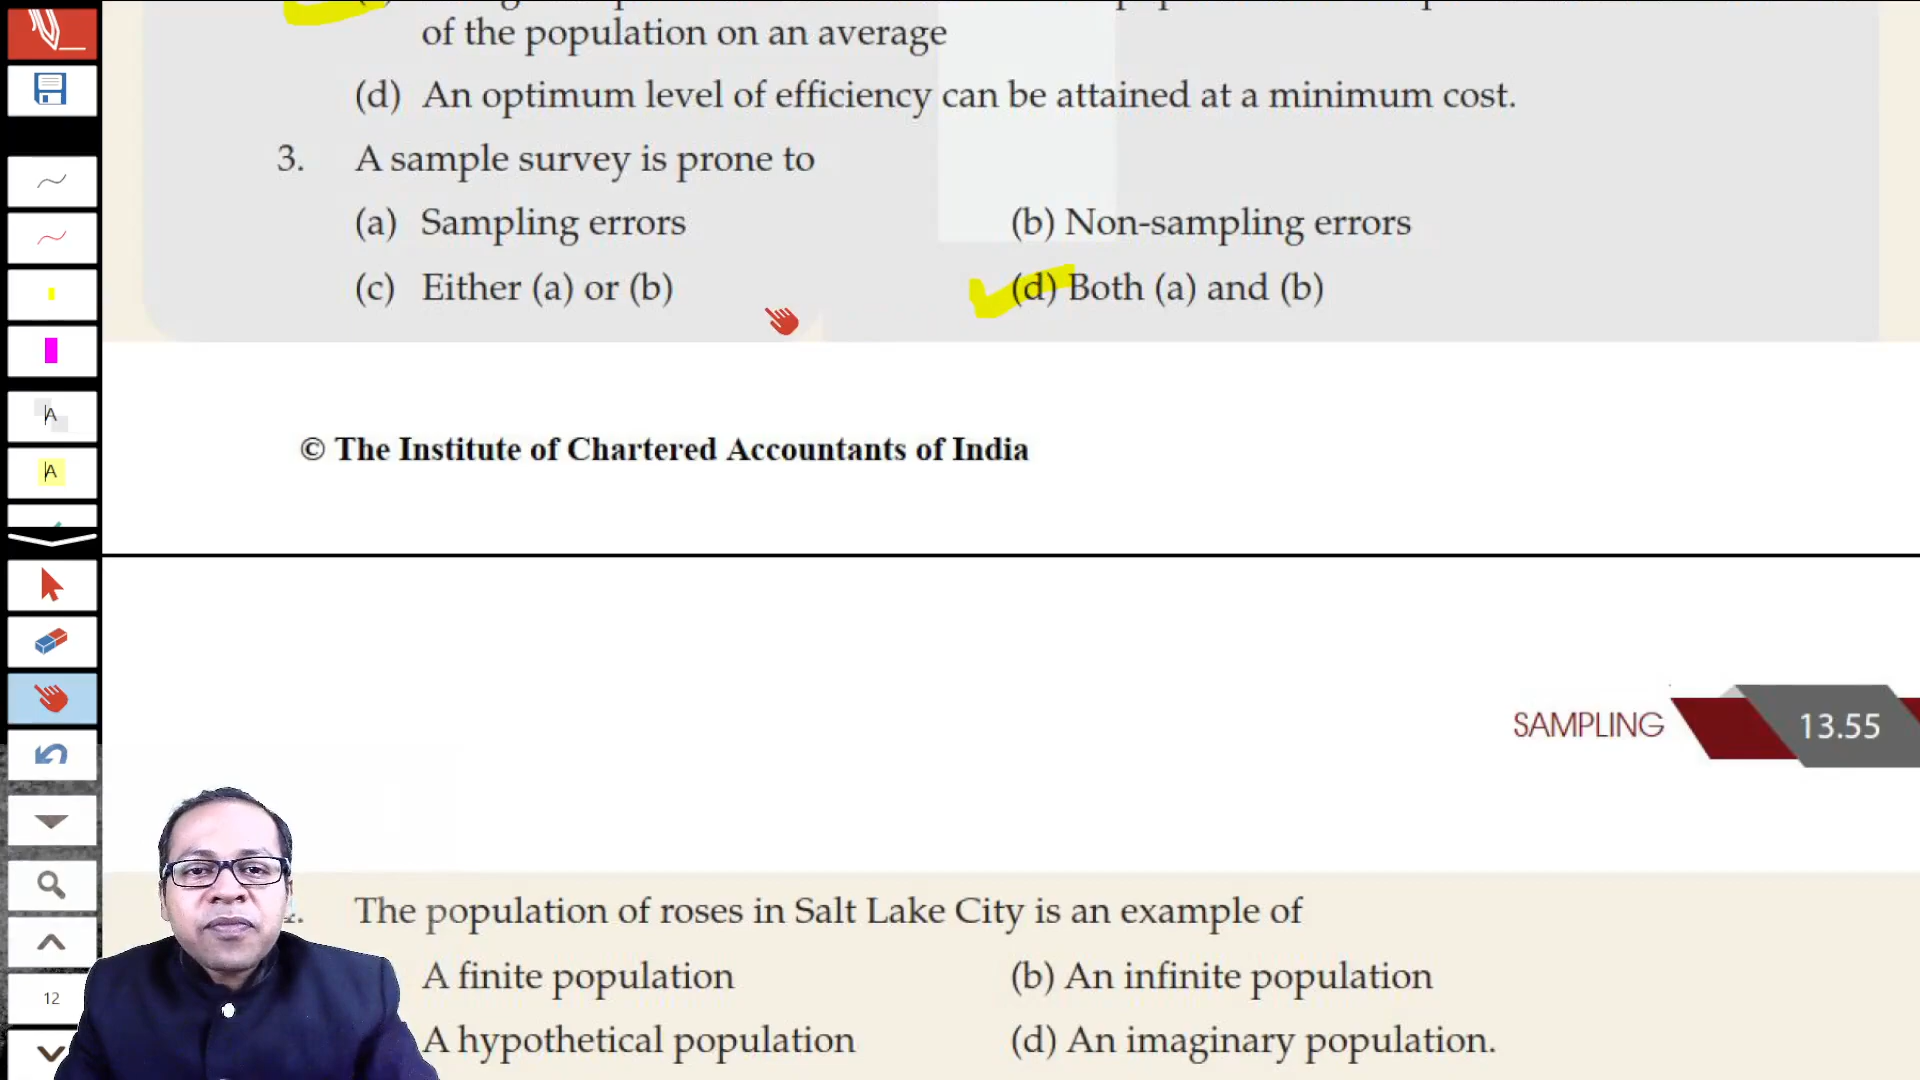 of the population on an average
(d) An optimum level of efficiency can be attained at a minimum cost.
3. A sample survey is prone to
(a) Sampling errors (b) Non-sampling errors
(c) Either (a) or (b) (d) Both (a) and (b)
© The Institute of Chartered Accountants of India
SAMPLING 13.55
The population of roses in Salt Lake City is an example of
A finite population (b) An infinite population
A hypothetical population (d) An imaginary population.
A
A
12